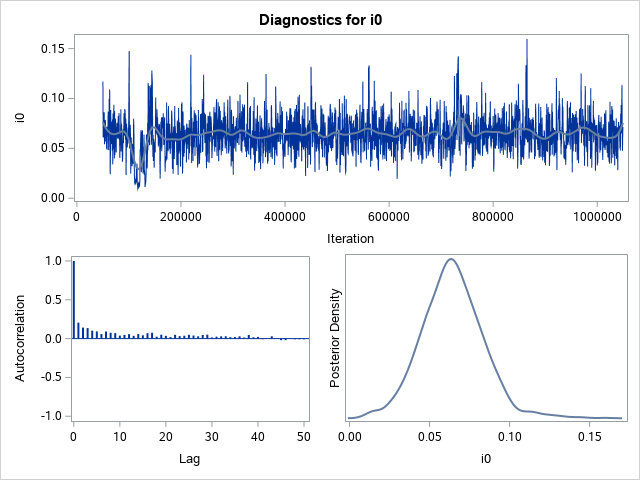 Diagnostics for i0
0.15
0.10
0.05
0.00
i0
0 200000 400000 600000 800000 1000000
Iteration
1.0
0.5
0.0
-0.5
-1.0
Autocorrelation
0 10 20 30 40 50
Lag
Posterior Density
0.00 0.05 0.10 0.15
i0